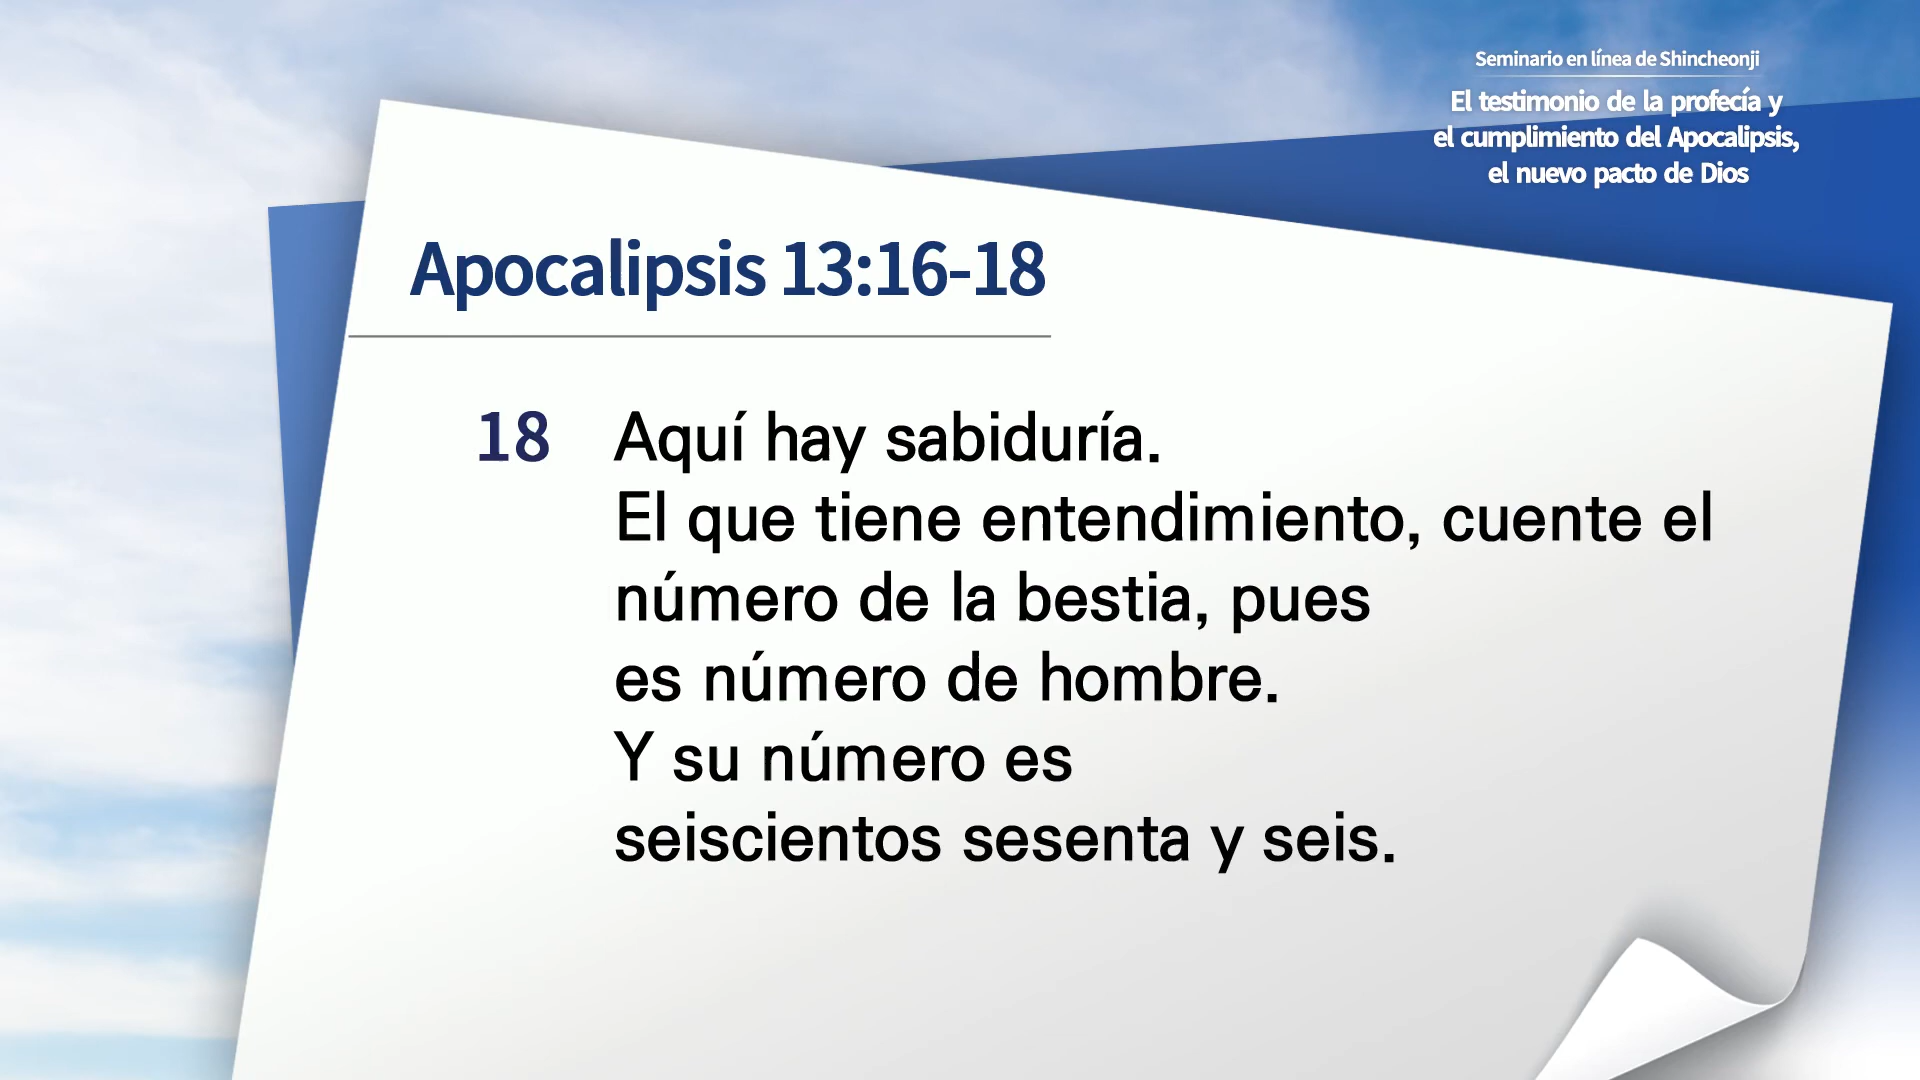 Seminario en línea de Shincheonji
El testimonio de la profecía y
el cumplimiento del Apocalipsis,
el nuevo pacto de Dios
Apocalipsis 13:16-18
18 Aquí hay sabiduría.
El que tiene entendimiento, cuente el
número de la bestia, pues
es número de hombre.
Y su número es
seiscientos sesenta y seis.